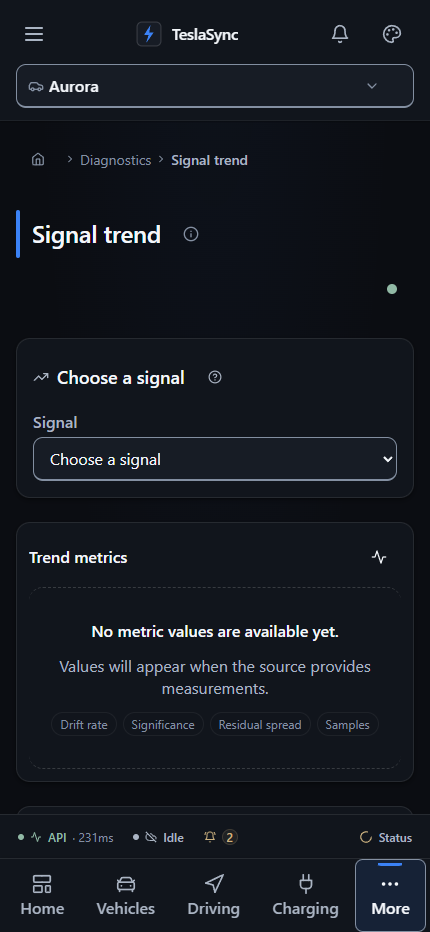 TeslaSync
Aurora
Diagnostics Signal trend
Signal trend
Choose a signal
Signal
Choose a signal
Trend metrics
No metric values are available yet.
Values will appear when the source provides
measurements.
Drift rate Significance Residual spread Samples
API · 231ms Idle 2 Status
Home Vehicles Driving Charging More